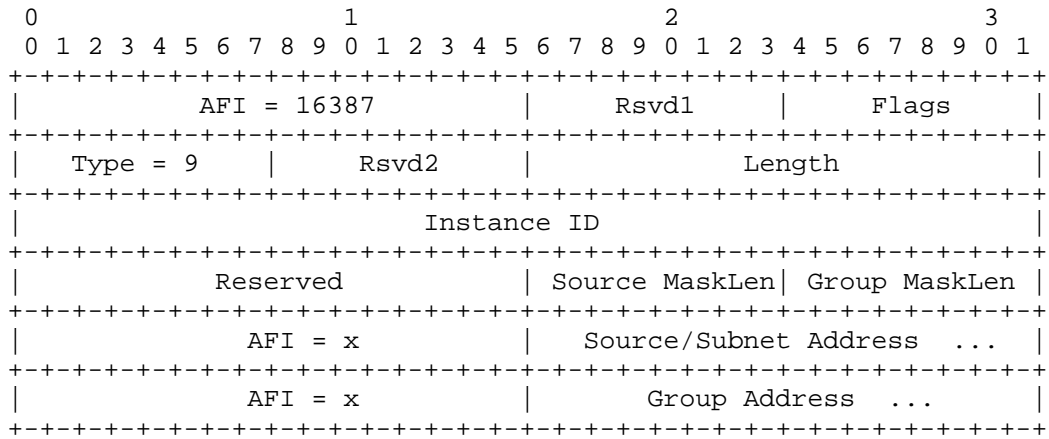 0                   1                   2                   3
 0 1 2 3 4 5 6 7 8 9 0 1 2 3 4 5 6 7 8 9 0 1 2 3 4 5 6 7 8 9 0 1
+-+-+-+-+-+-+-+-+-+-+-+-+-+-+-+-+-+-+-+-+-+-+-+-+-+-+-+-+-+-+-+-+
|           AFI = 16387         |     Rsvd1     |     Flags     |
+-+-+-+-+-+-+-+-+-+-+-+-+-+-+-+-+-+-+-+-+-+-+-+-+-+-+-+-+-+-+-+-+
|   Type = 9    |     Rsvd2     |             Length            |
+-+-+-+-+-+-+-+-+-+-+-+-+-+-+-+-+-+-+-+-+-+-+-+-+-+-+-+-+-+-+-+-+
|                         Instance ID                           |
+-+-+-+-+-+-+-+-+-+-+-+-+-+-+-+-+-+-+-+-+-+-+-+-+-+-+-+-+-+-+-+-+
|            Reserved           | Source MaskLen| Group MaskLen |
+-+-+-+-+-+-+-+-+-+-+-+-+-+-+-+-+-+-+-+-+-+-+-+-+-+-+-+-+-+-+-+-+
|              AFI = x          |   Source/Subnet Address  ...  |
+-+-+-+-+-+-+-+-+-+-+-+-+-+-+-+-+-+-+-+-+-+-+-+-+-+-+-+-+-+-+-+-+
|              AFI = x          |       Group Address  ...      |
+-+-+-+-+-+-+-+-+-+-+-+-+-+-+-+-+-+-+-+-+-+-+-+-+-+-+-+-+-+-+-+-+